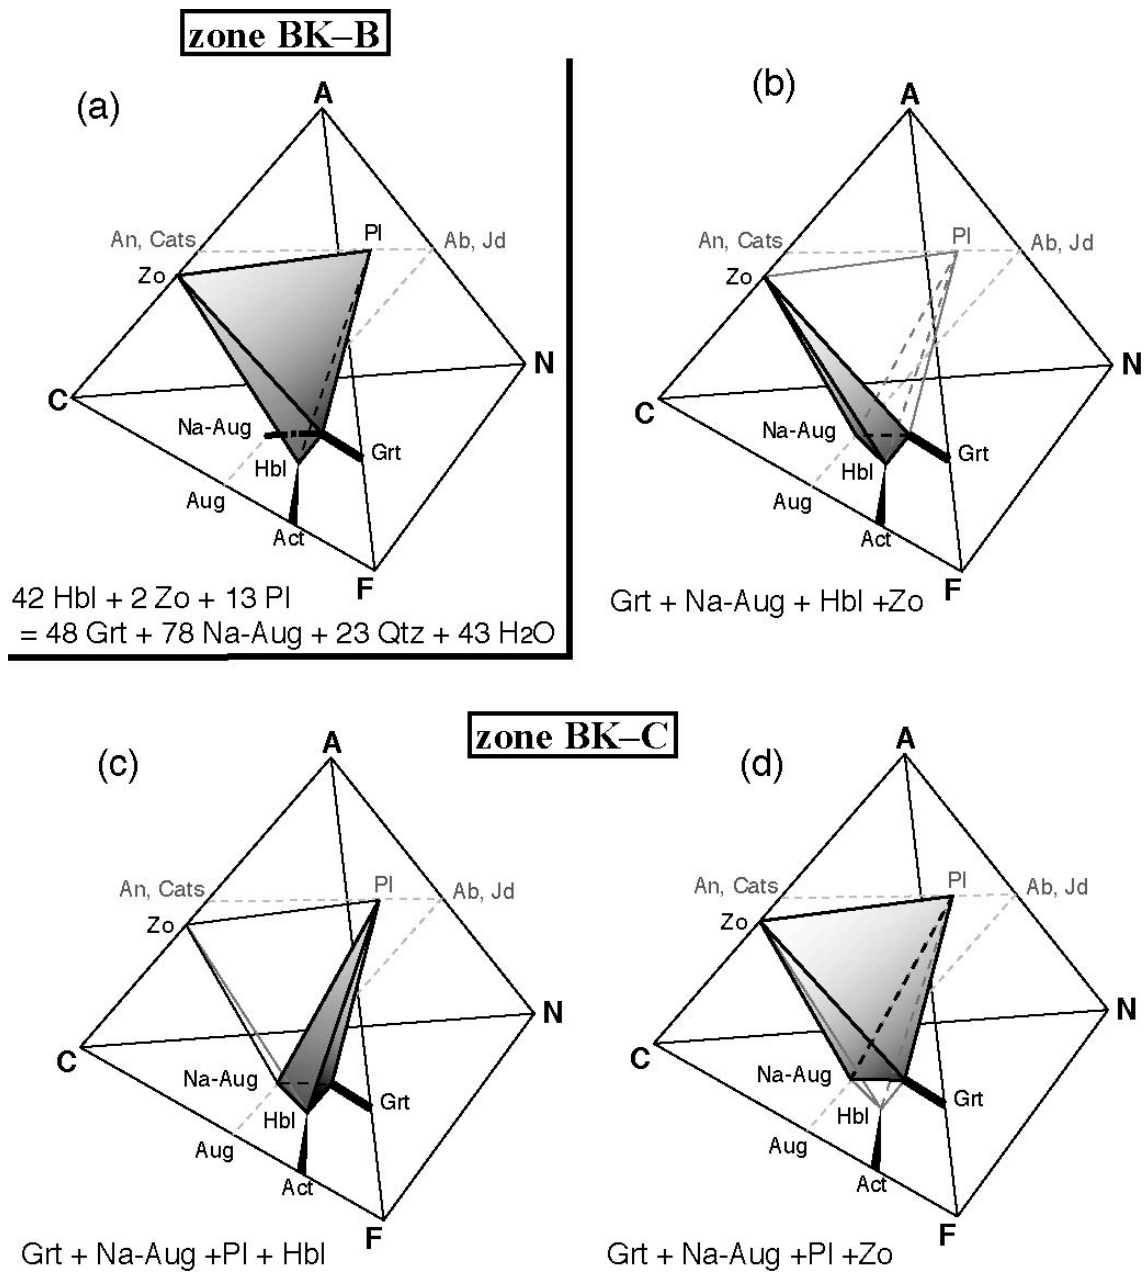 zone BK–B
(a)
A
An, Cats
Pl
Ab, Jd
Zo
N
C
Na-Aug
Grt
Hbl
Aug
Act
F
42 Hbl + 2 Zo + 13 Pl
= 48 Grt + 78 Na-Aug + 23 Qtz + 43 H2O
(b)
A
An, Cats
Pl
Ab, Jd
Zo
N
C
Na-Aug
Grt
Hbl
Aug
Act
F
Grt + Na-Aug + Hbl +Zo
zone BK–C
(c)
A
An, Cats
Pl
Ab, Jd
Zo
N
C
Na-Aug
Grt
Hbl
Aug
Act
F
Grt + Na-Aug +Pl + Hbl
(d)
A
An, Cats
Pl
Ab, Jd
Zo
N
C
Na-Aug
Grt
Hbl
Aug
Act
F
Grt + Na-Aug +Pl +Zo